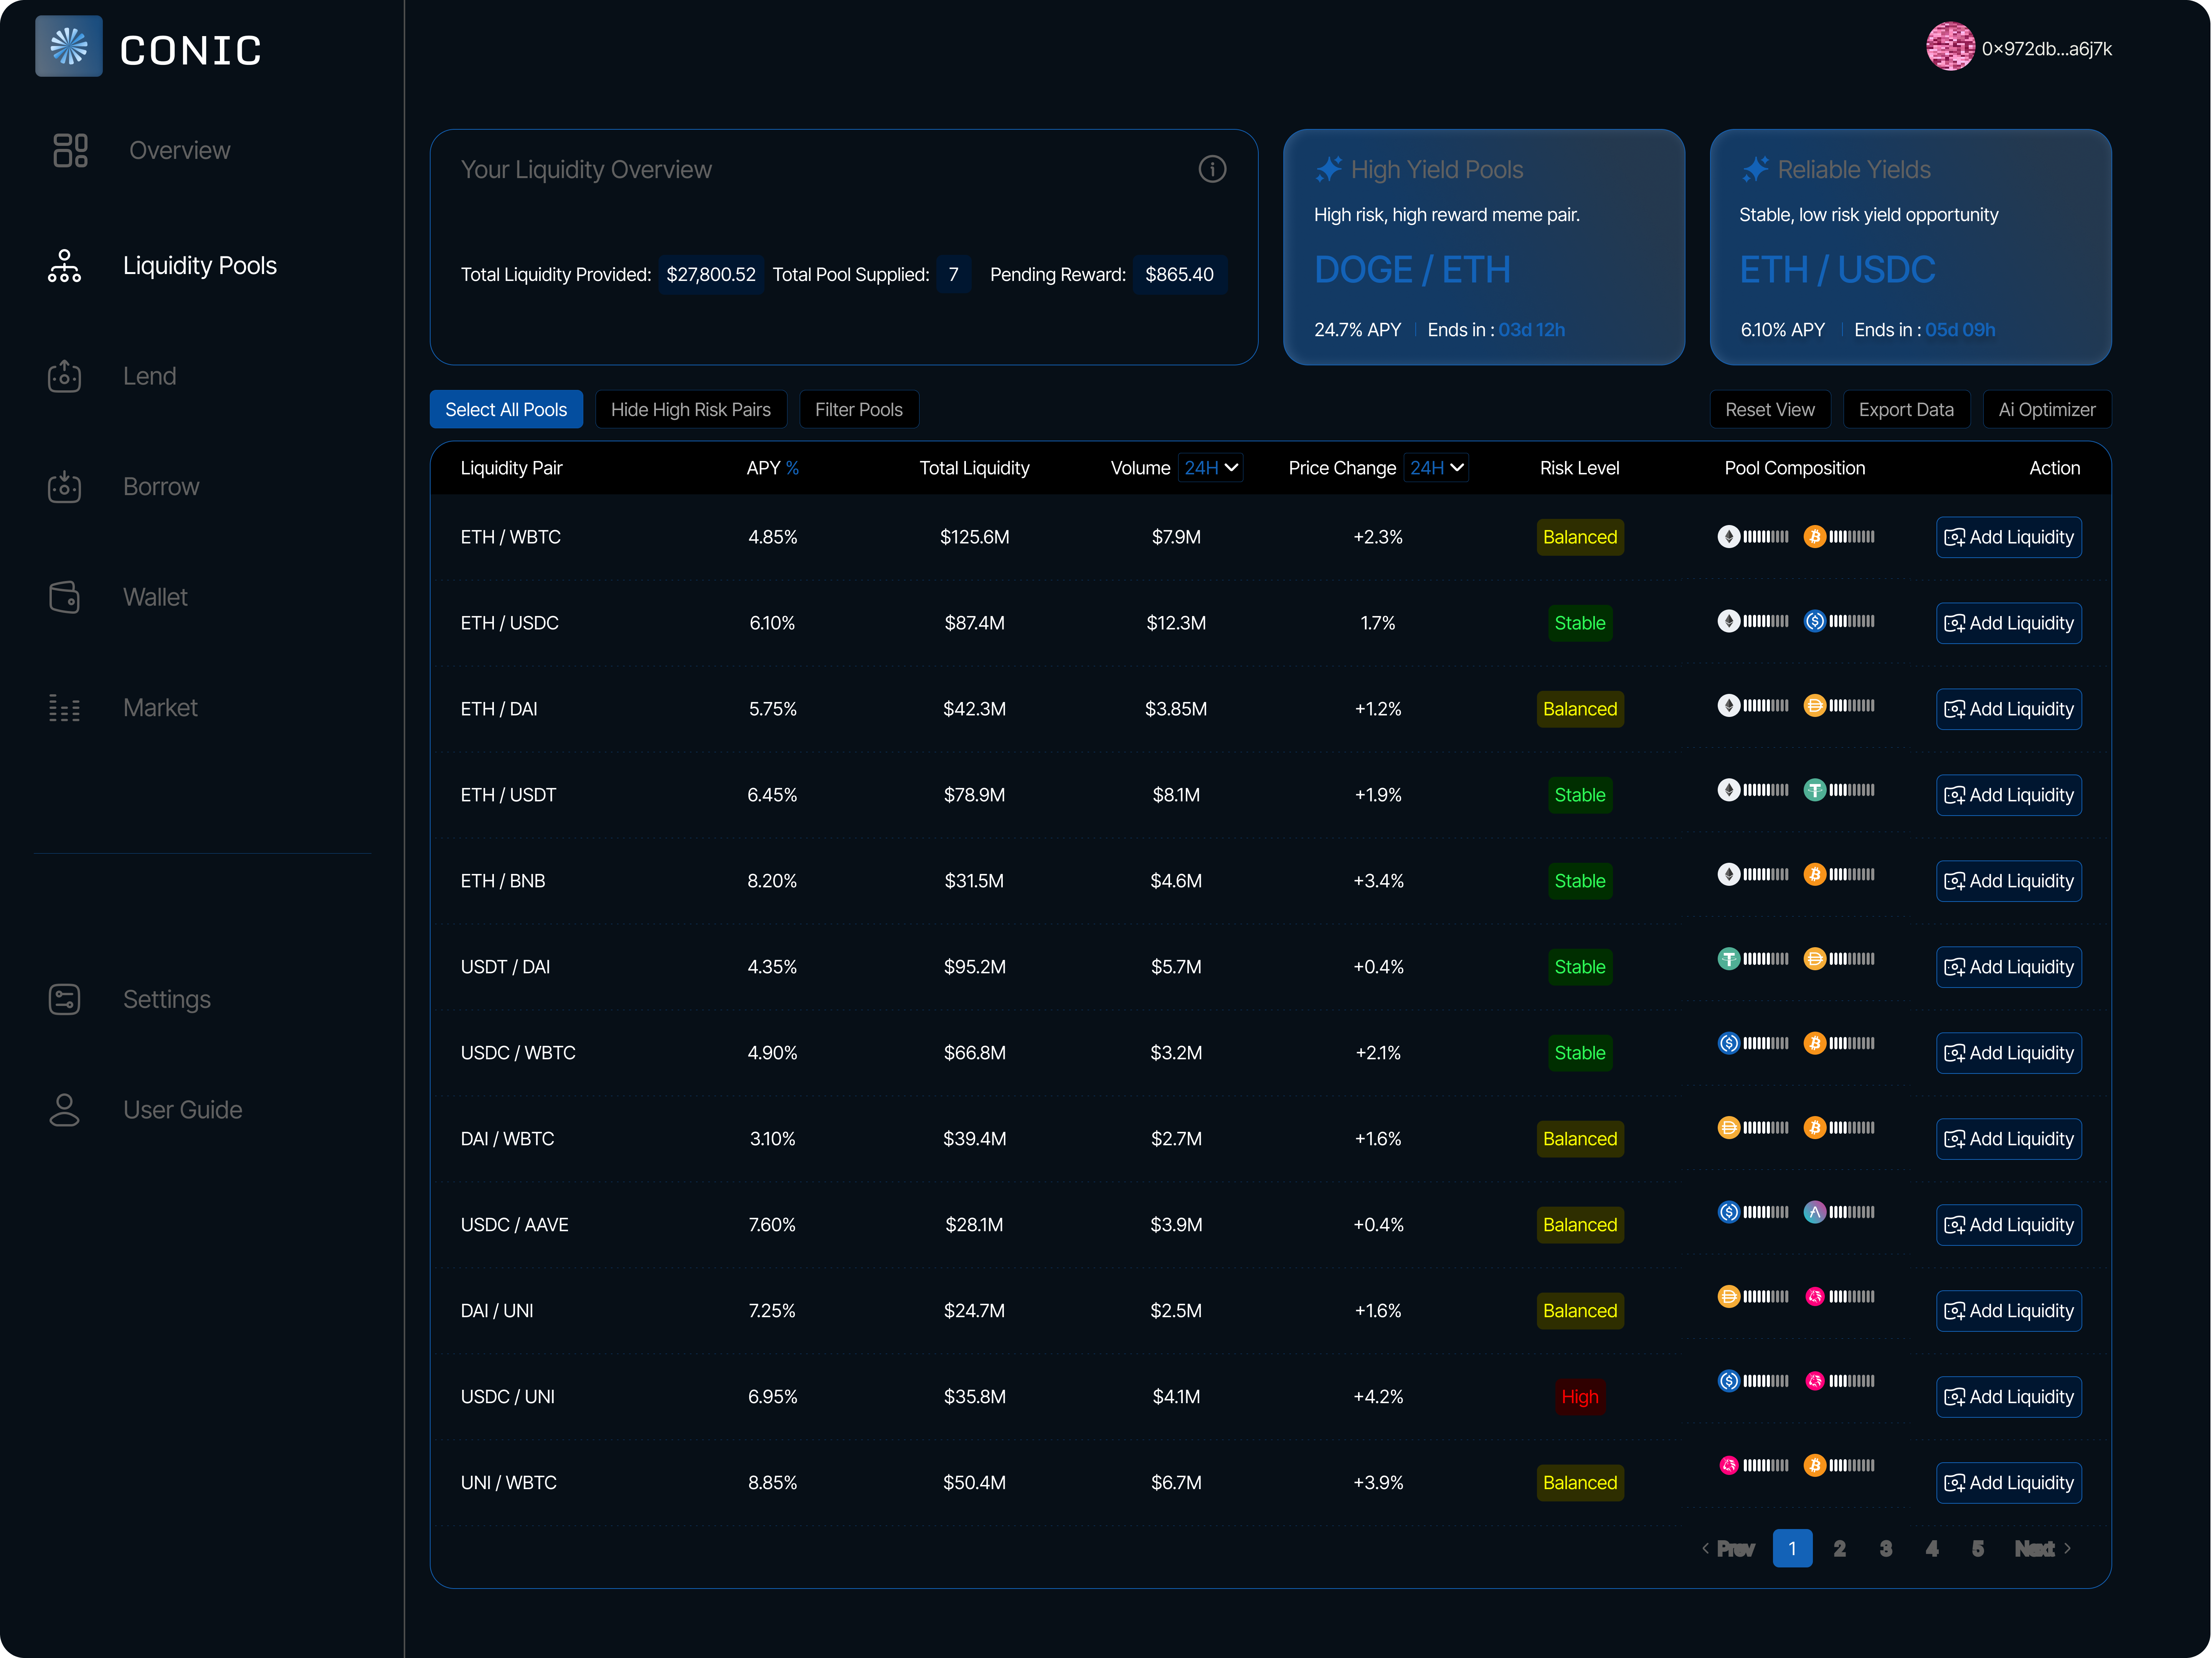 CONIC
0×972db...a6j7k
Overview
Liquidity Pools
Lend
Borrow
Wallet
Market
Settings
User Guide
Your Liquidity Overview
Total Liquidity Provided: $27,800.52 Total Pool Supplied: 7 Pending Reward: $865.40
High Yield Pools
High risk, high reward meme pair.
DOGE / ETH
24.7% APY Ends in : 03d 12h
Reliable Yields
Stable, low risk yield opportunity
ETH / USDC
6.10% APY Ends in : 05d 09h
Select All Pools Hide High Risk Pairs Filter Pools Reset View Export Data Ai Optimizer
Liquidity Pair APY % Total Liquidity Volume 24H Price Change 24H Risk Level Pool Composition Action
ETH / WBTC 4.85% $125.6M $7.9M +2.3% Balanced Add Liquidity
ETH / USDC 6.10% $87.4M $12.3M 1.7% Stable Add Liquidity
ETH / DAI 5.75% $42.3M $3.85M +1.2% Balanced Add Liquidity
ETH / USDT 6.45% $78.9M $8.1M +1.9% Stable Add Liquidity
ETH / BNB 8.20% $31.5M $4.6M +3.4% Stable Add Liquidity
USDT / DAI 4.35% $95.2M $5.7M +0.4% Stable Add Liquidity
USDC / WBTC 4.90% $66.8M $3.2M +2.1% Stable Add Liquidity
DAI / WBTC 3.10% $39.4M $2.7M +1.6% Balanced Add Liquidity
USDC / AAVE 7.60% $28.1M $3.9M +0.4% Balanced Add Liquidity
DAI / UNI 7.25% $24.7M $2.5M +1.6% Balanced Add Liquidity
USDC / UNI 6.95% $35.8M $4.1M +4.2% High Add Liquidity
UNI / WBTC 8.85% $50.4M $6.7M +3.9% Balanced Add Liquidity
Prev 1 2 3 4 5 Next